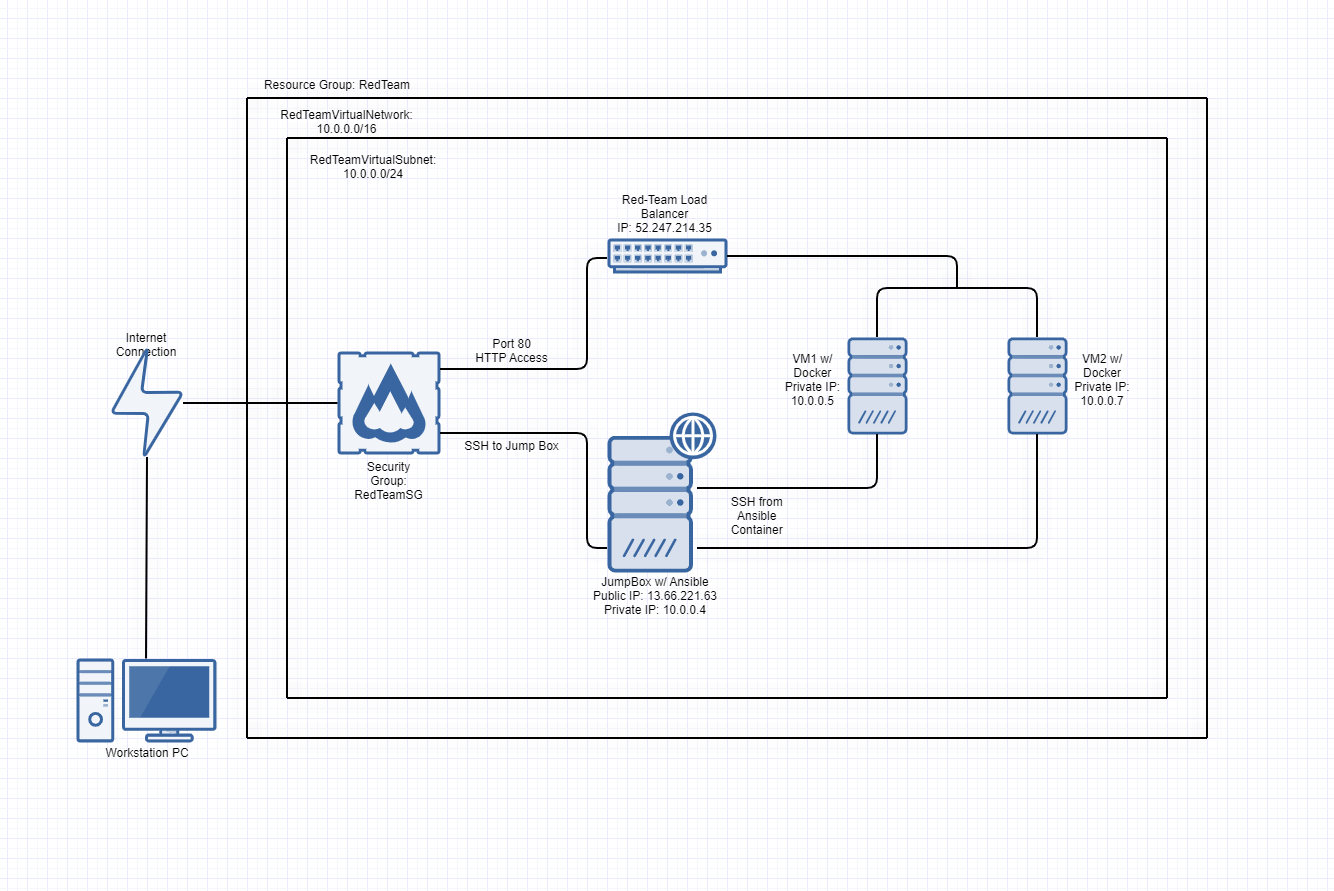 Resource Group: RedTeam
RedTeamVirtualNetwork:
10.0.0.0/16
RedTeamVirtualSubnet:
10.0.0.0/24
Red-Team Load
Balancer
IP: 52.247.214.35
Internet
Connection
Port 80
HTTP Access
VM1 w/
Docker
Private IP:
10.0.0.5
VM2 w/
Docker
Private IP:
10.0.0.7
SSH to Jump Box
Security
Group:
RedTeamSG
SSH from
Ansible
Container
JumpBox w/ Ansible
Public IP: 13.66.221.63
Private IP: 10.0.0.4
Workstation PC